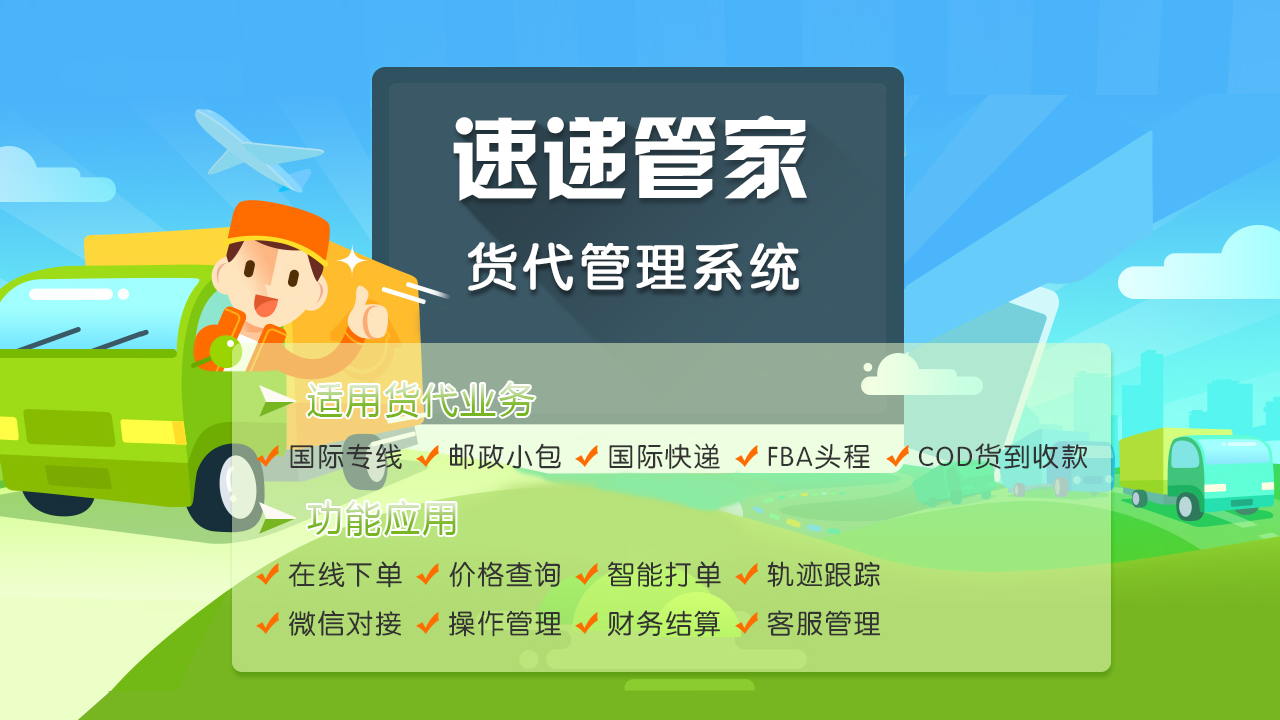 速递管家
货代管理系统
适用货代业务
国际专线 邮政小包 国际快递 FBA头程 COD货到收款
功能应用
在线下单 价格查询 智能打单 轨迹跟踪
微信对接 操作管理 财务结算 客服管理